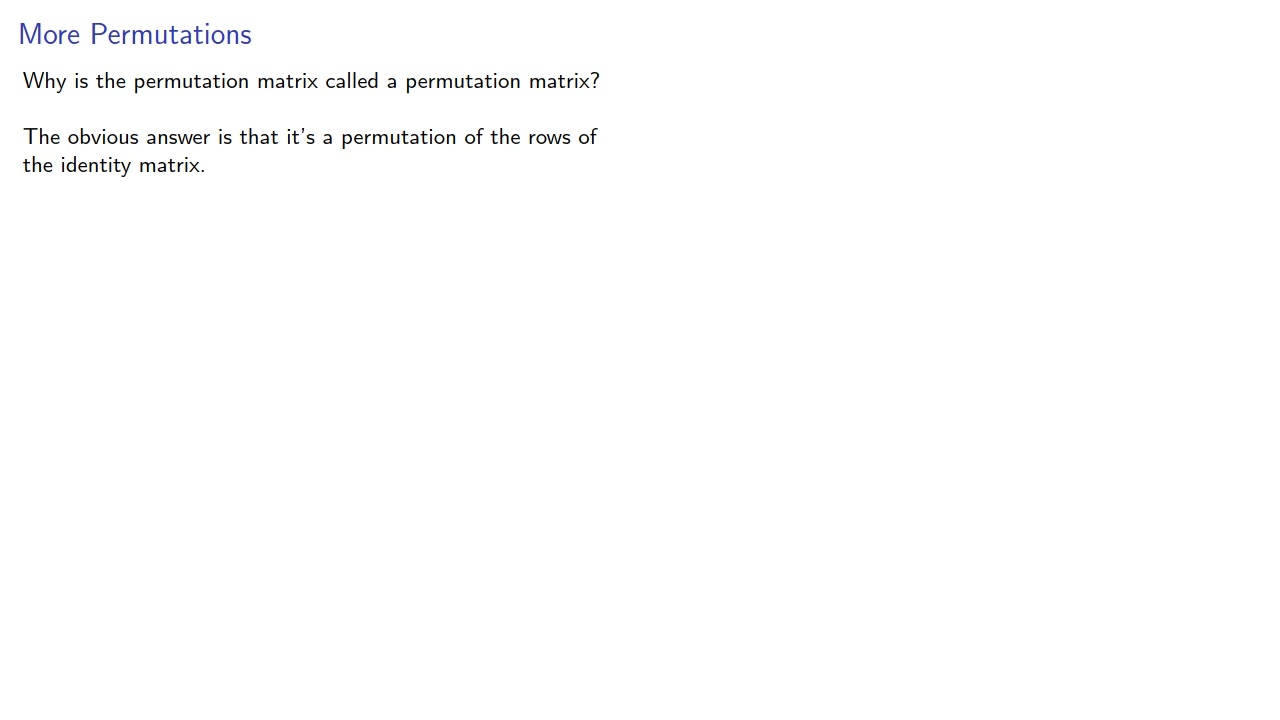 More Permutations
Why is the permutation matrix called a permutation matrix?
The obvious answer is that it's a permutation of the rows of
the identity matrix.